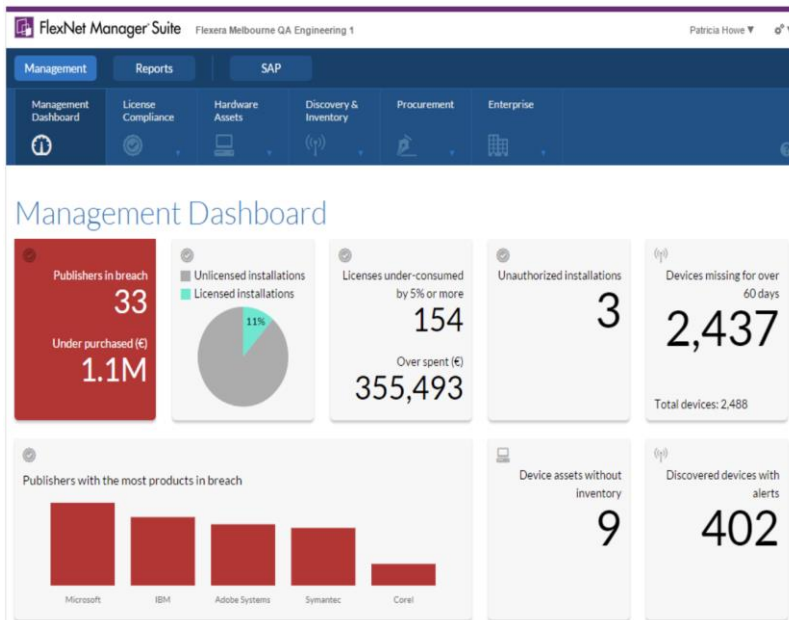 FlexNet Manager Suite
Flexera Melbourne QA Engineering 1
Patricia Howe
Management
Reports
SAP
Management
Dashboard
License
Compliance
Hardware
Assets
Discovery &
Inventory
Procurement
Enterprise
Management Dashboard
Publishers in breach
33
Under purchased (€)
1.1M
Unlicensed installations
Licensed installations
11%
Licenses under-consumed
by 5% or more
154
Over spent (€)
355,493
Unauthorized installations
3
Devices missing for over
60 days
2,437
Total devices: 2,488
Publishers with the most products in breach
Microsoft
IBM
Adobe Systems
Symantec
Corel
Device assets without
inventory
9
Discovered devices with
alerts
402